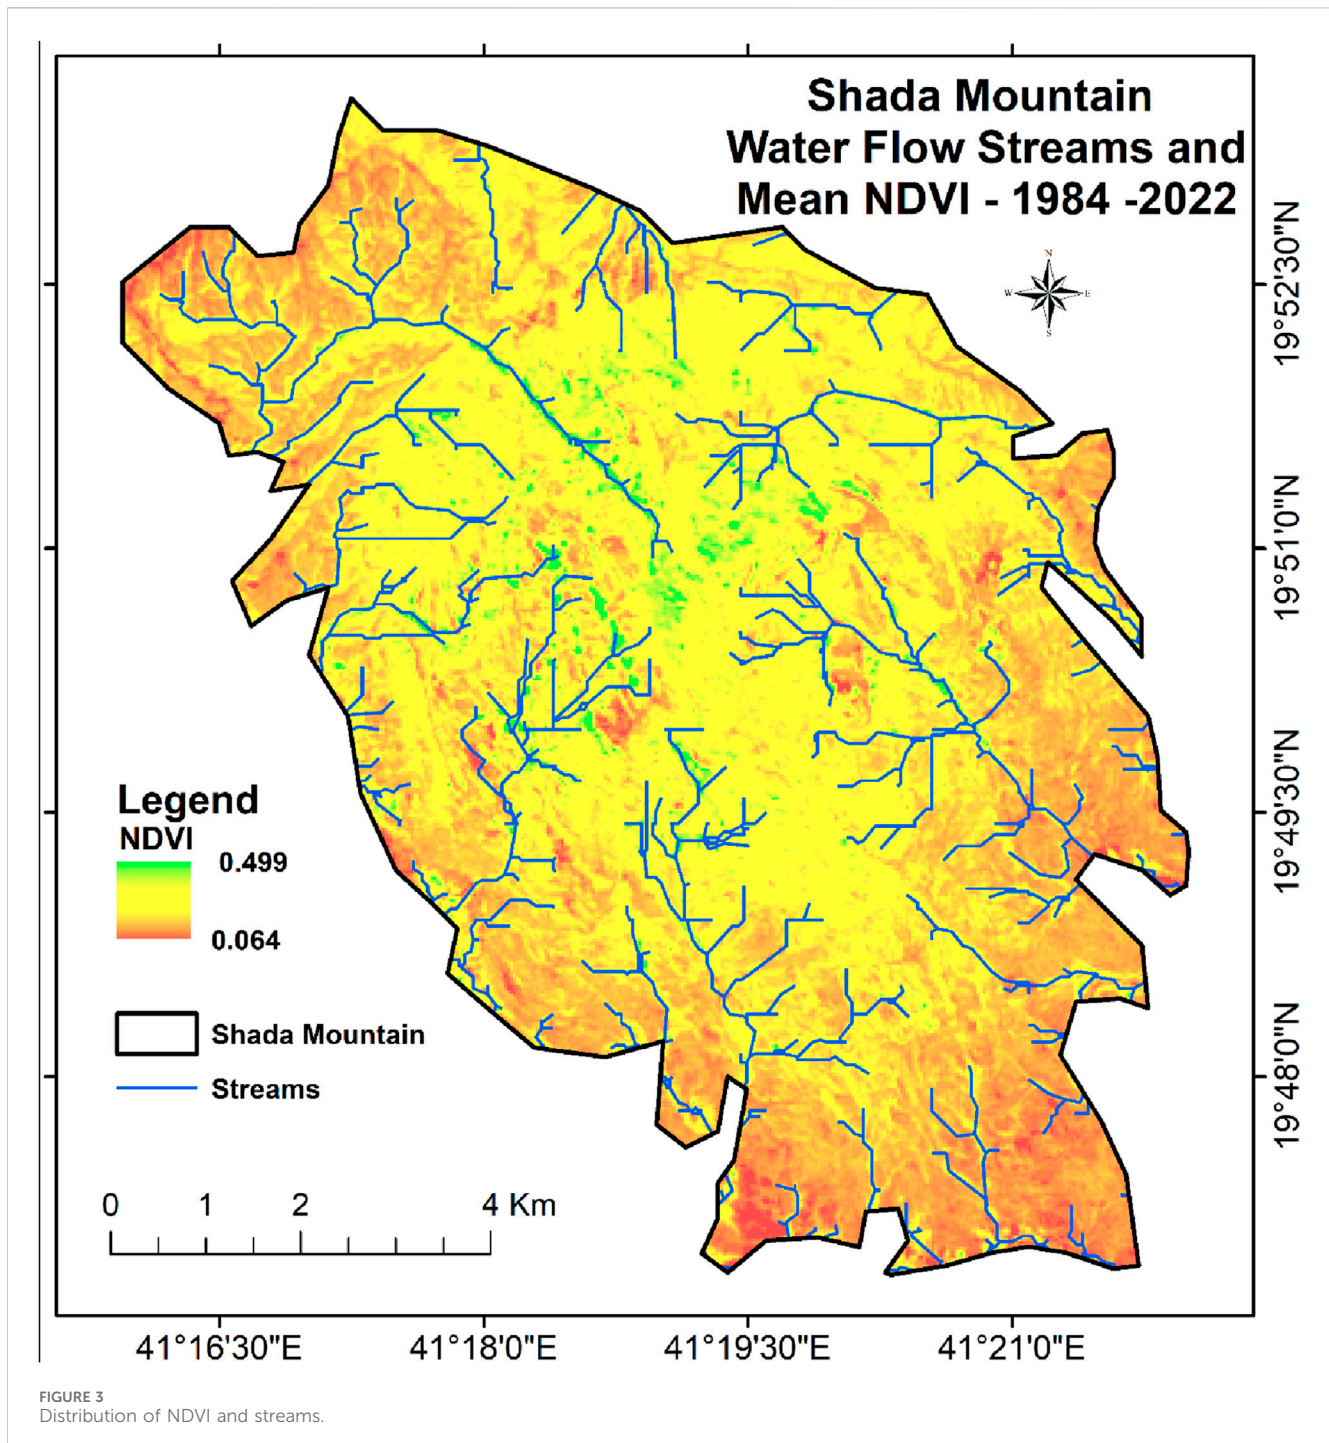 Shada Mountain
Water Flow Streams and
Mean NDVI - 1984 -2022
N
W E
S
19°52'30"N
19°51'0"N
19°49'30"N
19°48'0"N
Legend
NDVI
0.499
0.064
Shada Mountain
Streams
0 1 2 4 Km
41°16'30"E 41°18'0"E 41°19'30"E 41°21'0"E
FIGURE 3
Distribution of NDVI and streams.